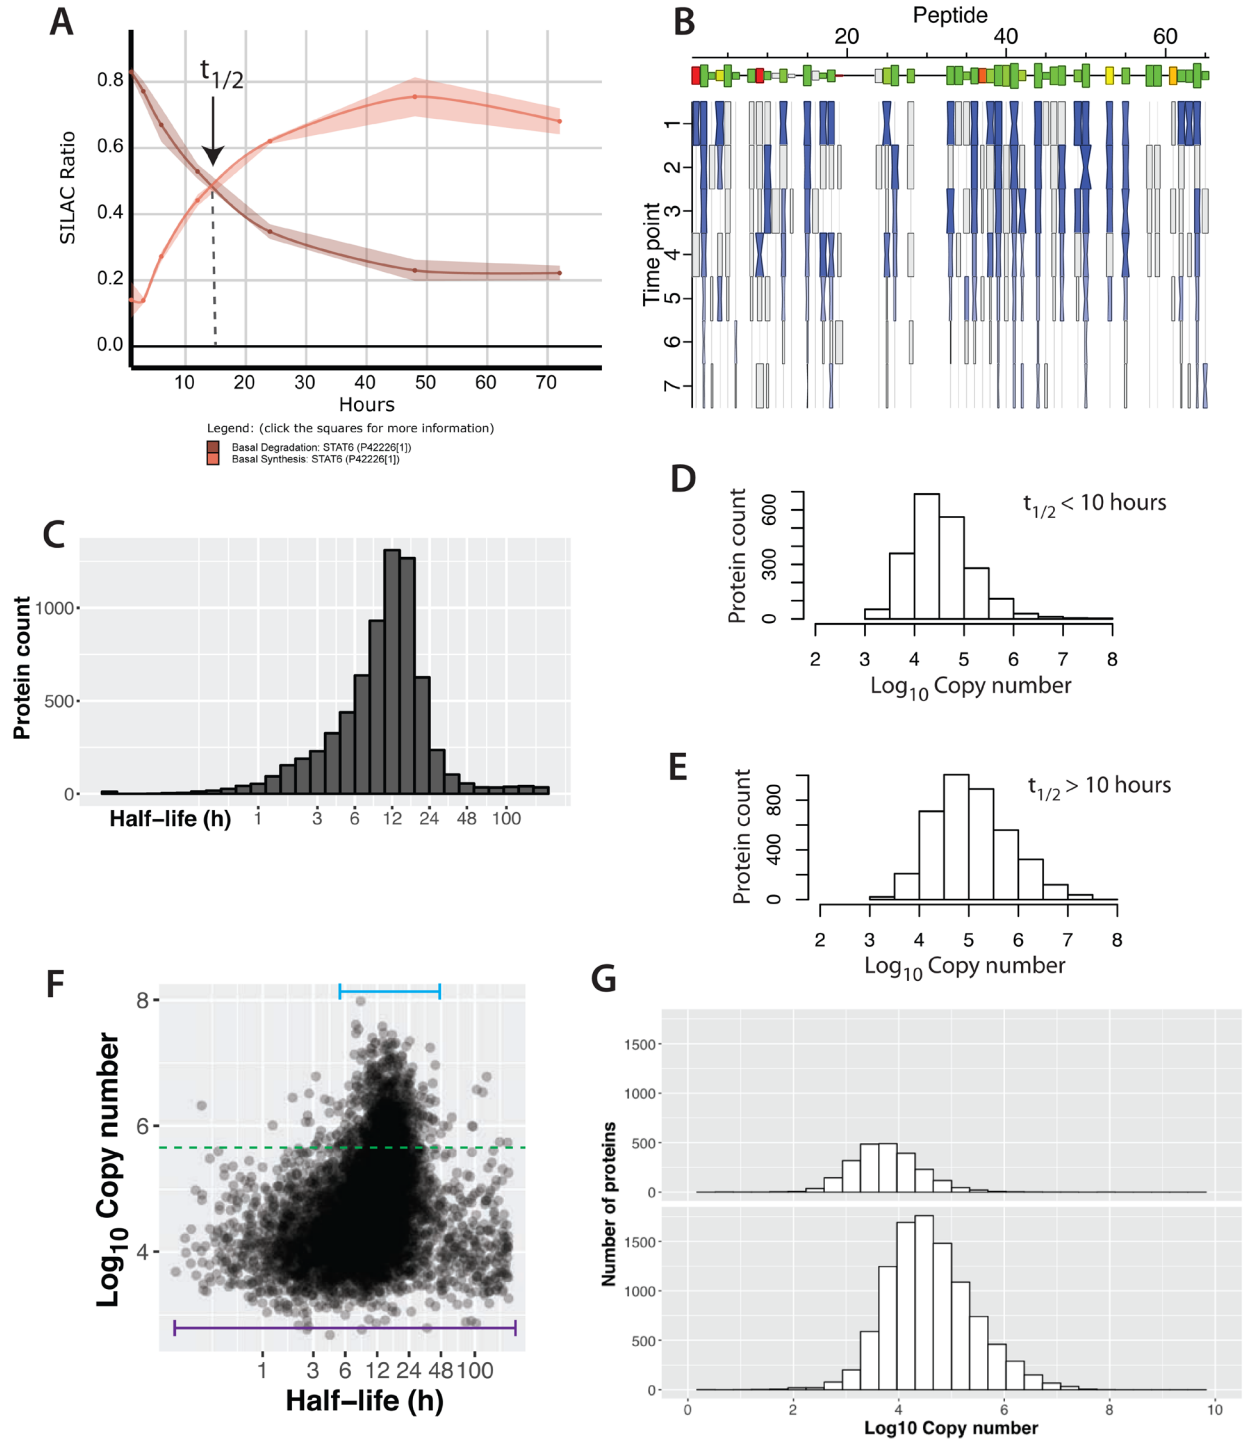 A
t1/2
0.8
0.6
0.4
0.2
0.0
SILAC Ratio
10 20 30 40 50 60 70
Hours
Legend: (click the squares for more information)
Basal Degradation: STAT6 (P42226[1])
Basal Synthesis: STAT6 (P42226[1])
B
Peptide
20 40 60
Time point
1
2
3
4
5
6
7
C
Protein count
1000
500
0
Half-life (h) 1 3 6 12 24 48 100
D
Protein count
600
300
0
t1/2 < 10 hours
2 3 4 5 6 7 8
Log10 Copy number
E
Protein count
800
400
0
t1/2 > 10 hours
2 3 4 5 6 7 8
Log10 Copy number
F
Log10 Copy number
8
6
4
1 3 6 12 24 48 100
Half-life (h)
G
Number of proteins
1500
1000
500
0
1500
1000
500
0
0 2 4 6 8 10
Log10 Copy number